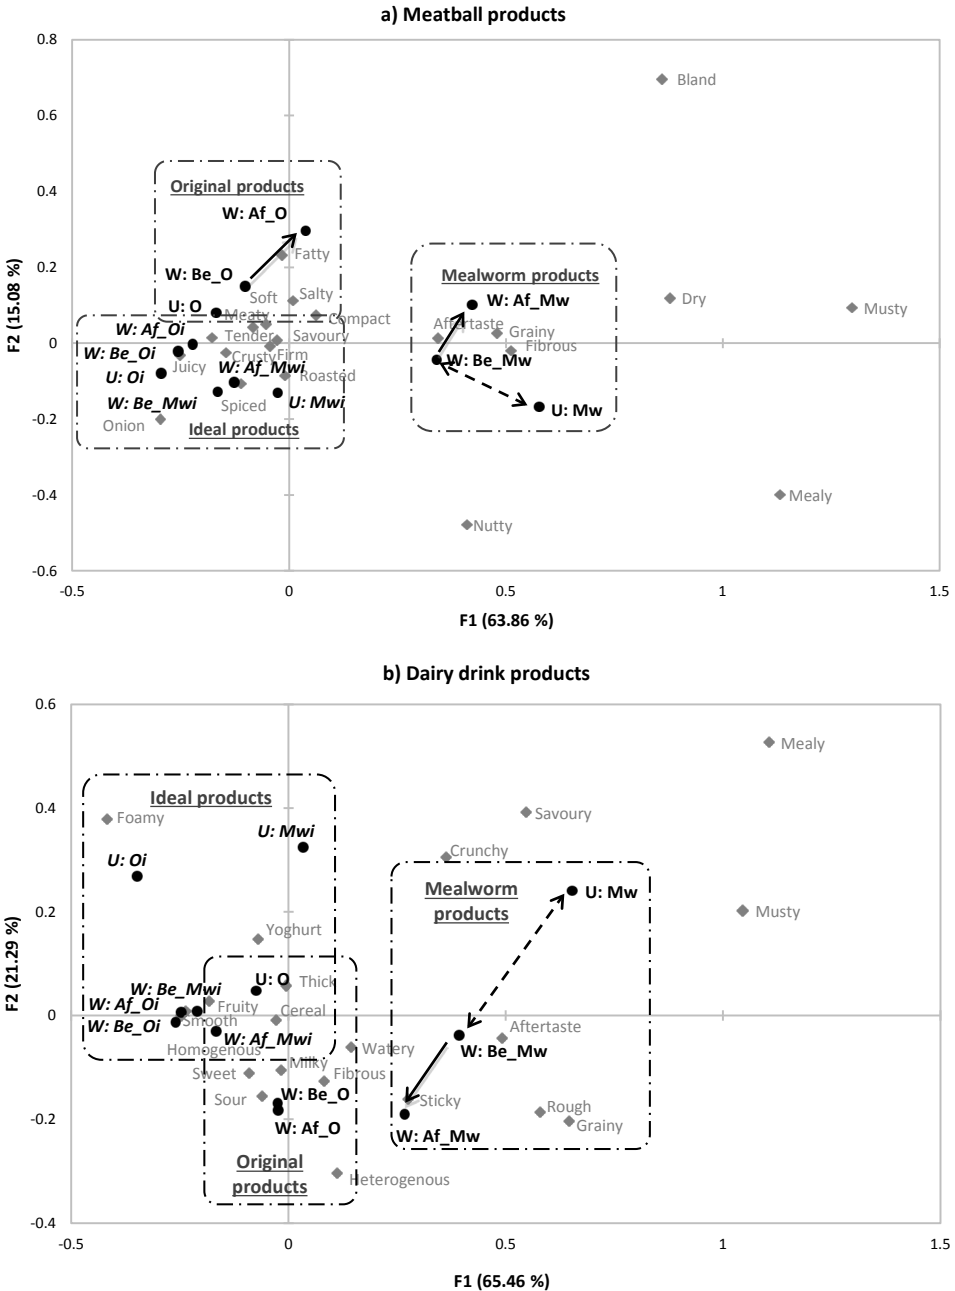 a) Meatball products
0.8
Bland
0.6
0.4
Original products
W: Af_O
Fatty
0.2
W: Be_O
Soft
Salty
U: O
Meaty
Compact
Mealworm products
W: Af_Mw
Aftertaste
Grainy
Fibrous
W: Be_Mw
U: Mw
Dry
Musty
W: Af_Oi
Tender
Savoury
0
W: Be_Oi
Crusty
Firm
Juicy
W: Af_Mwi
U: Oi
Roasted
W: Be_Mwi
Spiced
U: Mwi
-0.2
Onion
Ideal products
-0.4
Mealy
Nutty
-0.6
-0.5
0
0.5
1
1.5
F2 (15.08 %)
F1 (63.86 %)
b) Dairy drink products
0.6
Mealy
Ideal products
0.4
Foamy
Savoury
U: Mwi
Crunchy
U: Oi
Mealworm
products
U: Mw
0.2
Musty
Yoghurt
U: O
Thick
W: Be_Mwi
W: Af_Oi
Fruity
Cereal
0
Smooth
W: Be_Oi
Aftertaste
W: Af_Mwi
Homogenous
Watery
W: Be_Mw
Milky
Sweet
Fibrous
Sour
W: Be_O
Sticky
Rough
-0.2
W: Af_O
W: Af_Mw
Grainy
Original
products
Heterogenous
-0.4
-0.5
0
0.5
1
1.5
F2 (21.29 %)
F1 (65.46 %)